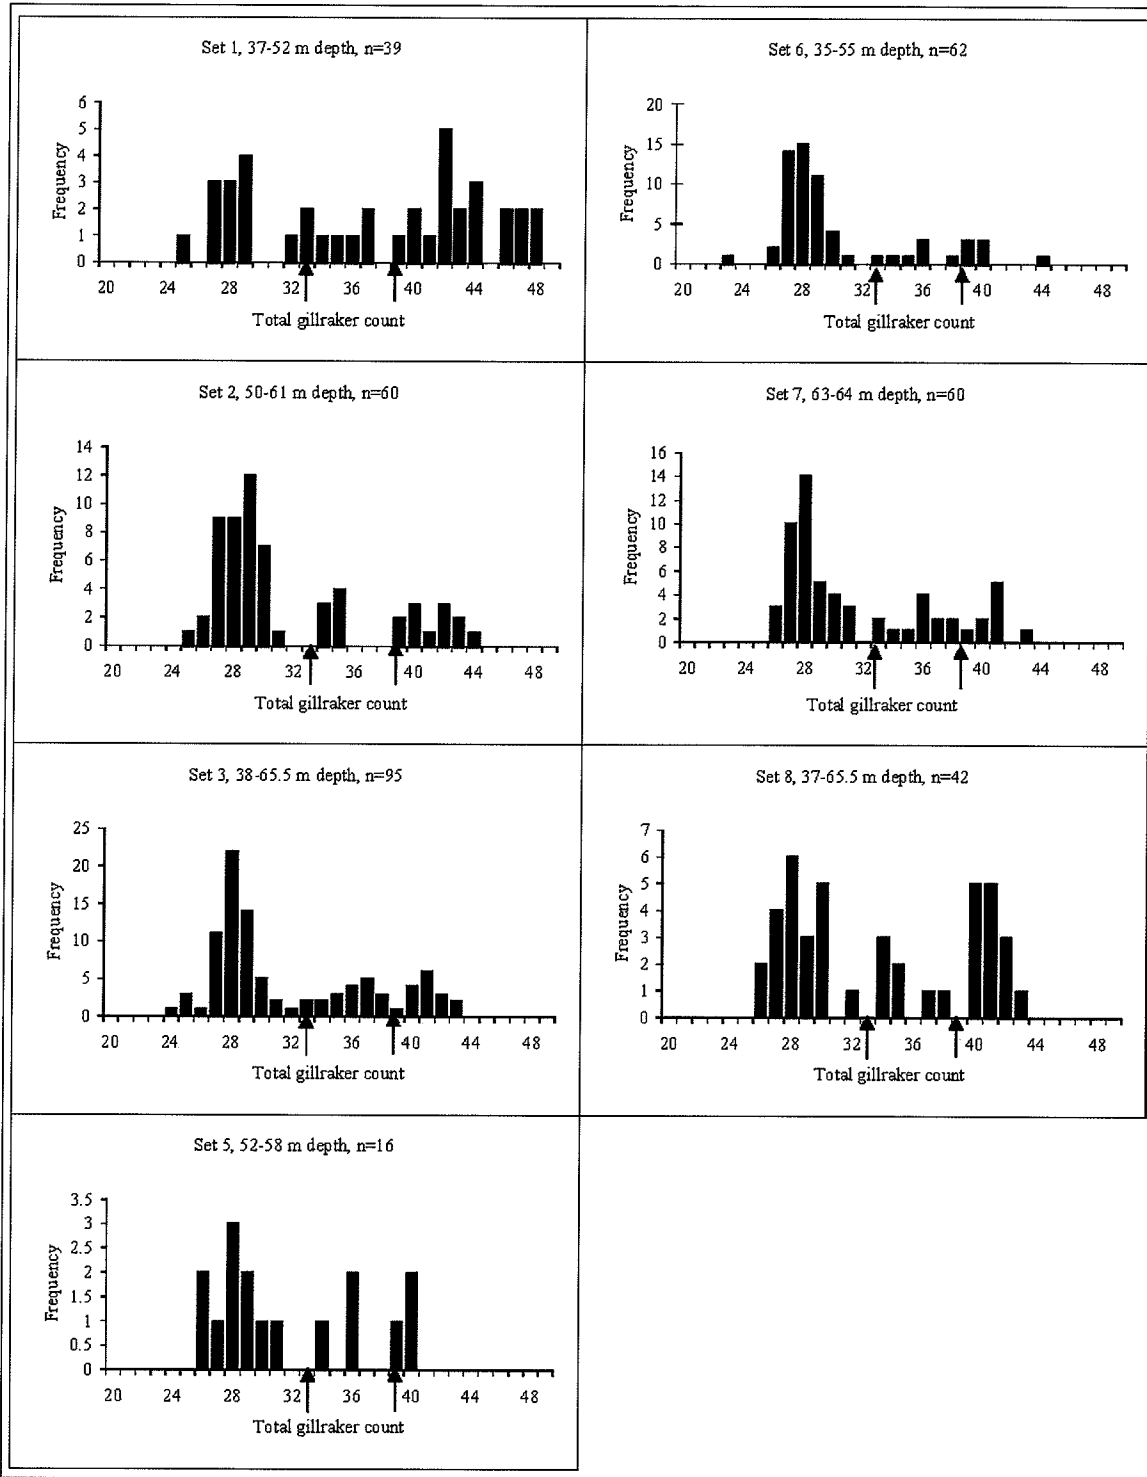 Set 1, 37-52 m depth, n=39
6
5
4
3
2
1
0
Frequency
20 24 28 32 36 40 44 48
Total gillraker count
Set 6, 35-55 m depth, n=62
20
15
10
5
0
Frequency
20 24 28 32 36 40 44 48
Total gillraker count
Set 2, 50-61 m depth, n=60
14
12
10
8
6
4
2
0
Frequency
20 24 28 32 36 40 44 48
Total gillraker count
Set 7, 63-64 m depth, n=60
16
14
12
10
8
6
4
2
0
Frequency
20 24 28 32 36 40 44 48
Total gillraker count
Set 3, 38-65.5 m depth, n=95
25
20
15
10
5
0
Frequency
20 24 28 32 36 40 44 48
Total gillraker count
Set 8, 37-65.5 m depth, n=42
7
6
5
4
3
2
1
0
Frequency
20 24 28 32 36 40 44 48
Total gillraker count
Set 5, 52-58 m depth, n=16
3.5
3
2.5
2
1.5
1
0.5
0
Frequency
20 24 28 32 36 40 44 48
Total gillraker count